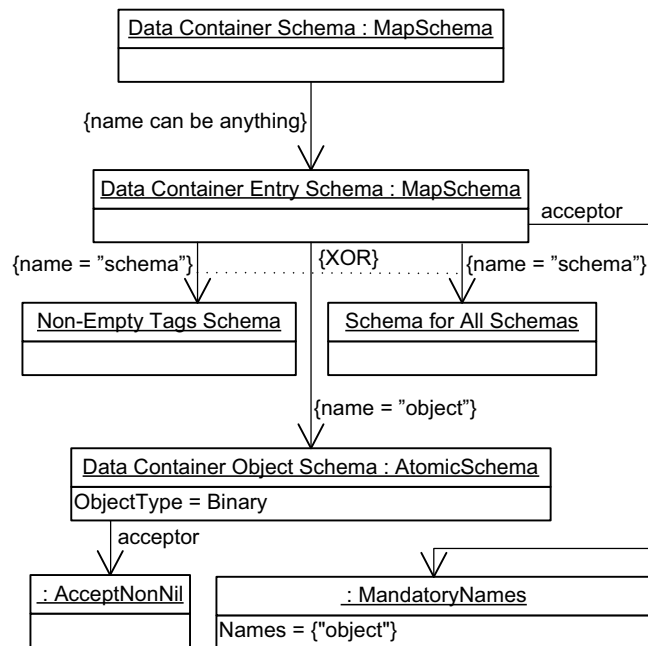 Data Container Schema : MapSchema
{name can be anything}
Data Container Entry Schema : MapSchema
acceptor
{name = ”schema”}
{XOR}
{name = ”schema”}
Non-Empty Tags Schema
Schema for All Schemas
{name = ”object”}
Data Container Object Schema : AtomicSchema
ObjectType = Binary
acceptor
: AcceptNonNil
: MandatoryNames
Names = {"object"}